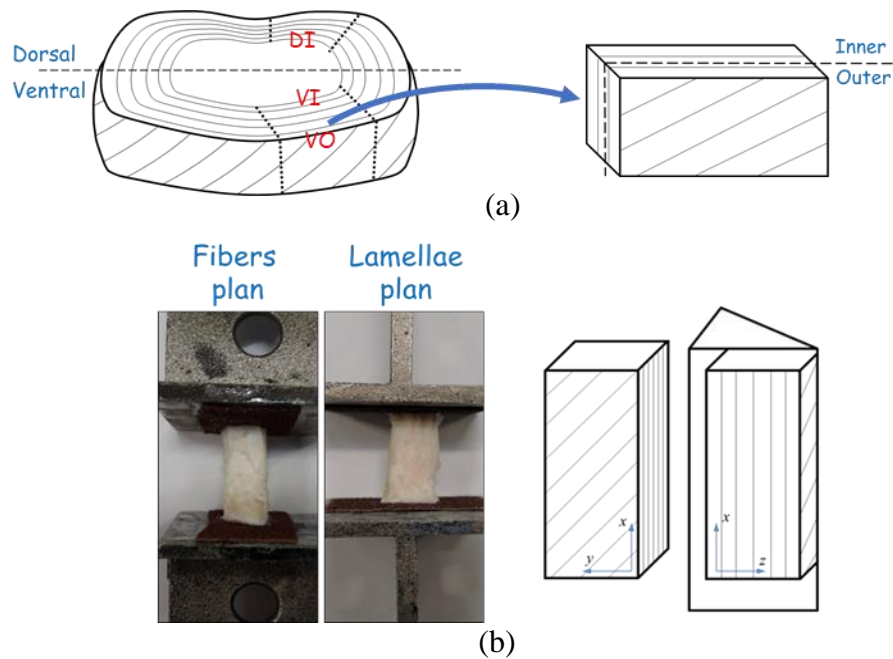 Dorsal
Ventral
DI
VI
VO
Inner
Outer
(a)
Fibers
plan
Lamellae
plan
x
y
x
z
(b)